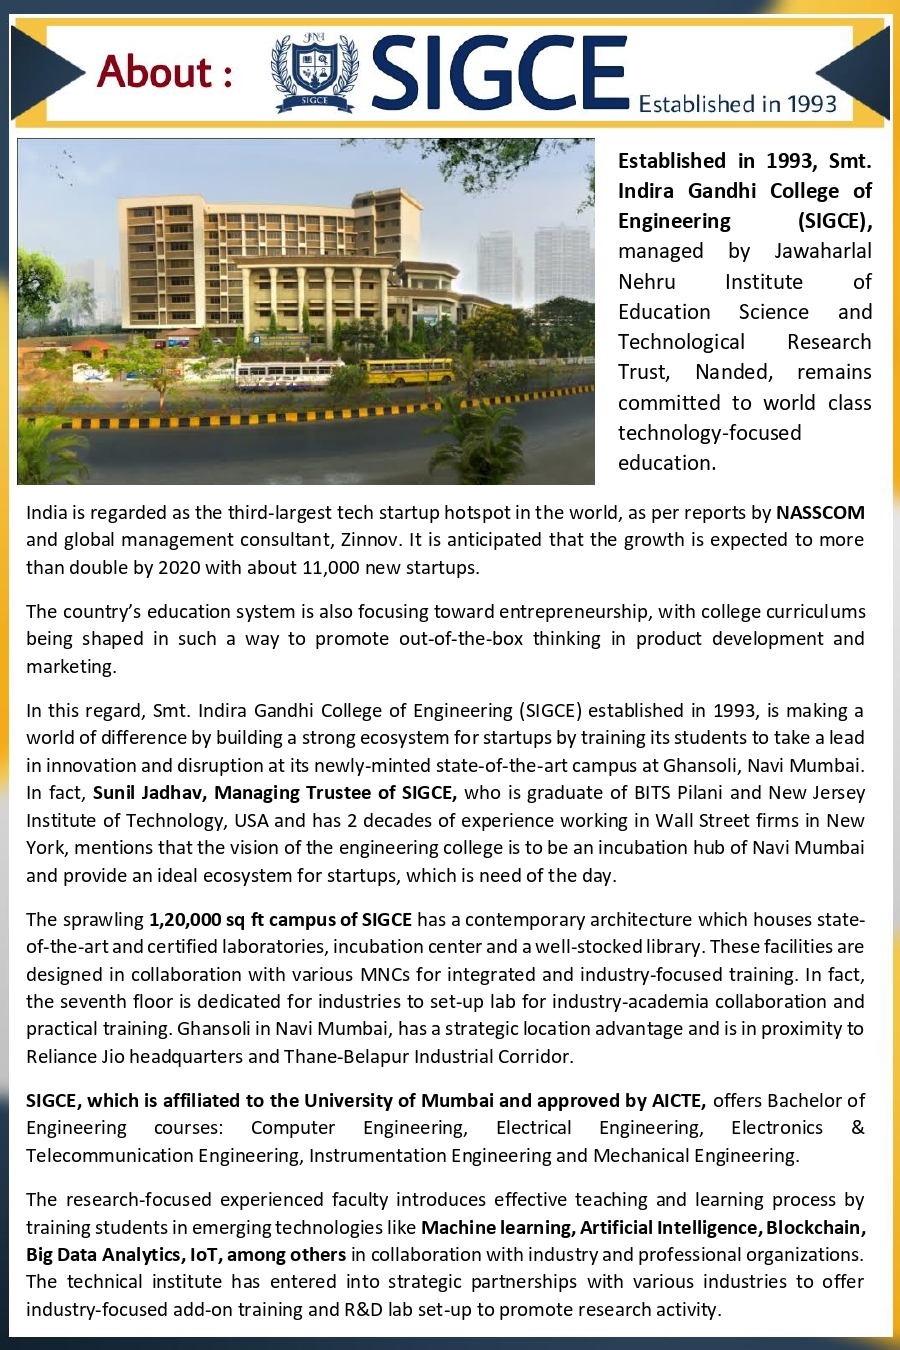 About :
SIGCE
SIGCE
Established in 1993
Established in 1993, Smt.
Indira Gandhi College of
Engineering (SIGCE),
managed by Jawaharlal
Nehru Institute of
Education Science and
Technological Research
Trust, Nanded, remains
committed to world class
technology-focused
education.
India is regarded as the third-largest tech startup hotspot in the world, as per reports by NASSCOM
and global management consultant, Zinnov. It is anticipated that the growth is expected to more
than double by 2020 with about 11,000 new startups.
The country’s education system is also focusing toward entrepreneurship, with college curriculums
being shaped in such a way to promote out-of-the-box thinking in product development and
marketing.
In this regard, Smt. Indira Gandhi College of Engineering (SIGCE) established in 1993, is making a
world of difference by building a strong ecosystem for startups by training its students to take a lead
in innovation and disruption at its newly-minted state-of-the-art campus at Ghansoli, Navi Mumbai.
In fact, Sunil Jadhav, Managing Trustee of SIGCE, who is graduate of BITS Pilani and New Jersey
Institute of Technology, USA and has 2 decades of experience working in Wall Street firms in New
York, mentions that the vision of the engineering college is to be an incubation hub of Navi Mumbai
and provide an ideal ecosystem for startups, which is need of the day.
The sprawling 1,20,000 sq ft campus of SIGCE has a contemporary architecture which houses state-
of-the-art and certified laboratories, incubation center and a well-stocked library. These facilities are
designed in collaboration with various MNCs for integrated and industry-focused training. In fact,
the seventh floor is dedicated for industries to set-up lab for industry-academia collaboration and
practical training. Ghansoli in Navi Mumbai, has a strategic location advantage and is in proximity to
Reliance Jio headquarters and Thane-Belapur Industrial Corridor.
SIGCE, which is affiliated to the University of Mumbai and approved by AICTE, offers Bachelor of
Engineering courses: Computer Engineering, Electrical Engineering, Electronics &
Telecommunication Engineering, Instrumentation Engineering and Mechanical Engineering.
The research-focused experienced faculty introduces effective teaching and learning process by
training students in emerging technologies like Machine learning, Artificial Intelligence, Blockchain,
Big Data Analytics, IoT, among others in collaboration with industry and professional organizations.
The technical institute has entered into strategic partnerships with various industries to offer
industry-focused add-on training and R&D lab set-up to promote research activity.